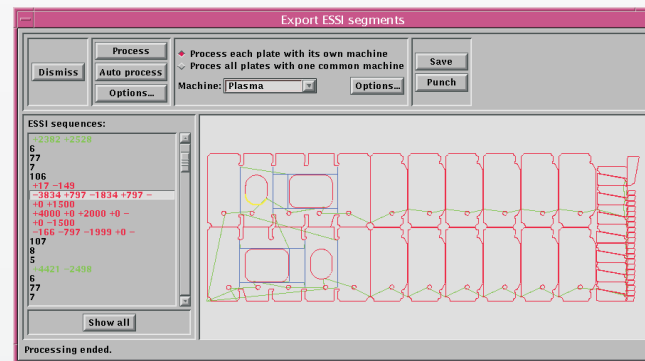 Export ESSI segments
Dismiss
Process
Auto process
Options...
Process each plate with its own machine
Proces all plates with one common machine
Machine: Plasma
Options...
Save
Punch
ESSI sequences:
+2382 +2528
6
77
7
106
+17 −149
−3834 +797 −1834 +797 −
+0 +1500
+4000 +0 +2000 +0 −
+0 −1500
−166 −797 −1999 +0 −
107
8
5
+4421 −2498
6
77
7
Show all
Processing ended.